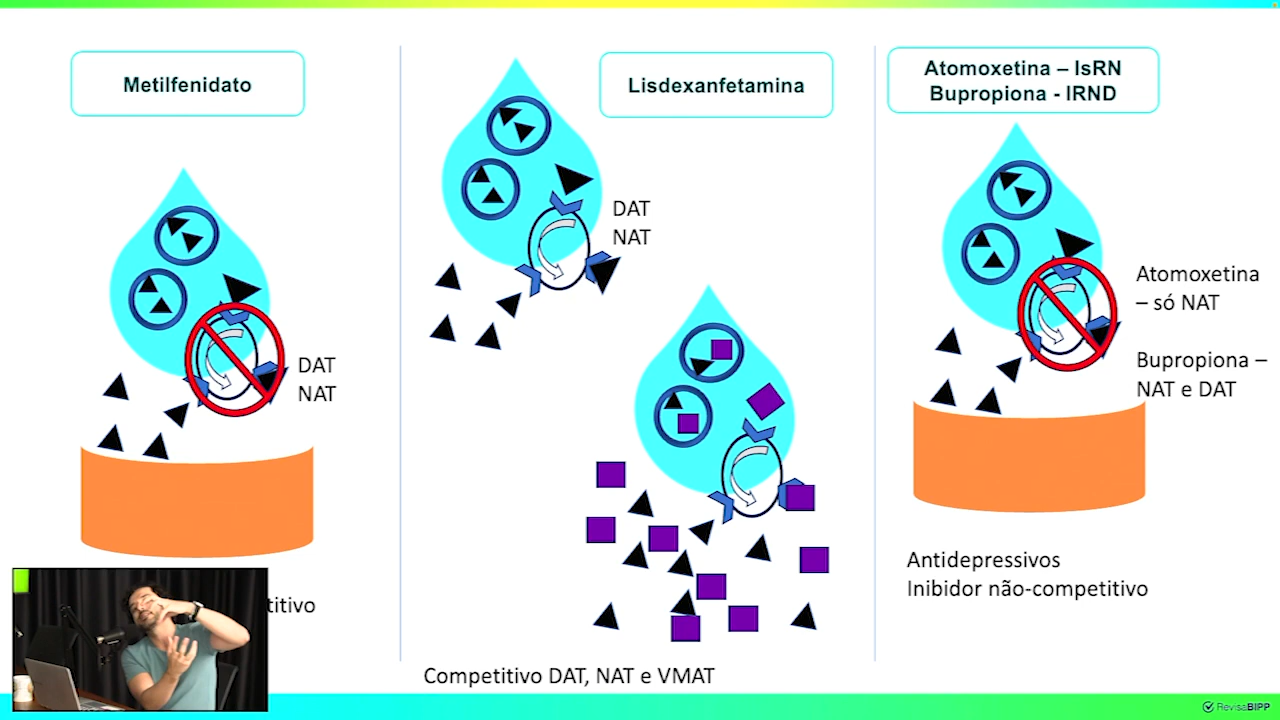 Metilfenidato
DAT
NAT
Lisdexanfetamina
DAT
NAT
Competitivo DAT, NAT e VMAT
Atomoxetina – IsRN
Bupropiona - IRND
Atomoxetina
– só NAT
Bupropiona –
NAT e DAT
Antidepressivos
Inibidor não-competitivo
RevisaBIPP